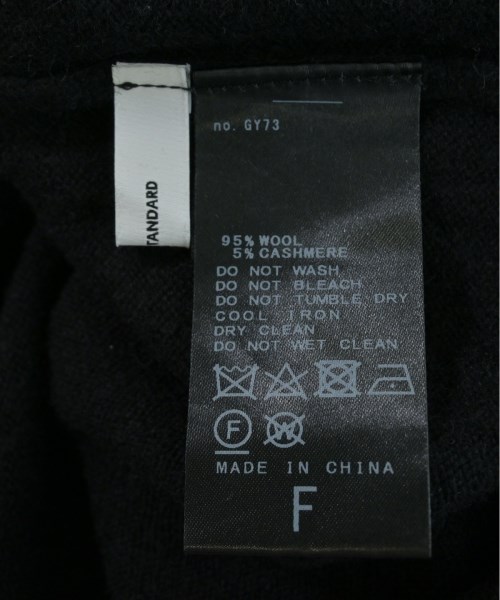 no. GY73
TANDARD
95% WOOL
5% CASHMERE
DO NOT WASH
DO NOT BLEACH
DO NOT TUMBLE DRY
COOL IRON
DRY CLEAN
DO NOT WET CLEAN
F W
MADE IN CHINA
F